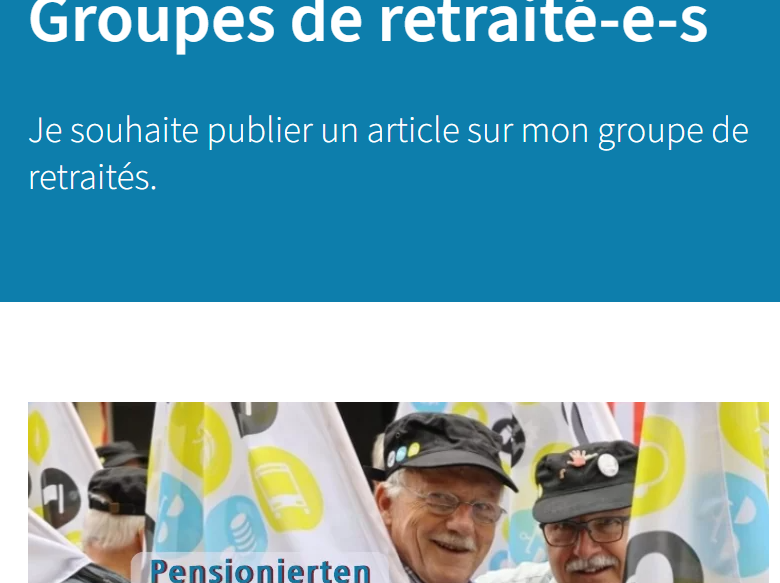 Groupes de retraité-e-s
Je souhaite publier un article sur mon groupe de
retraités.
Pensionierten